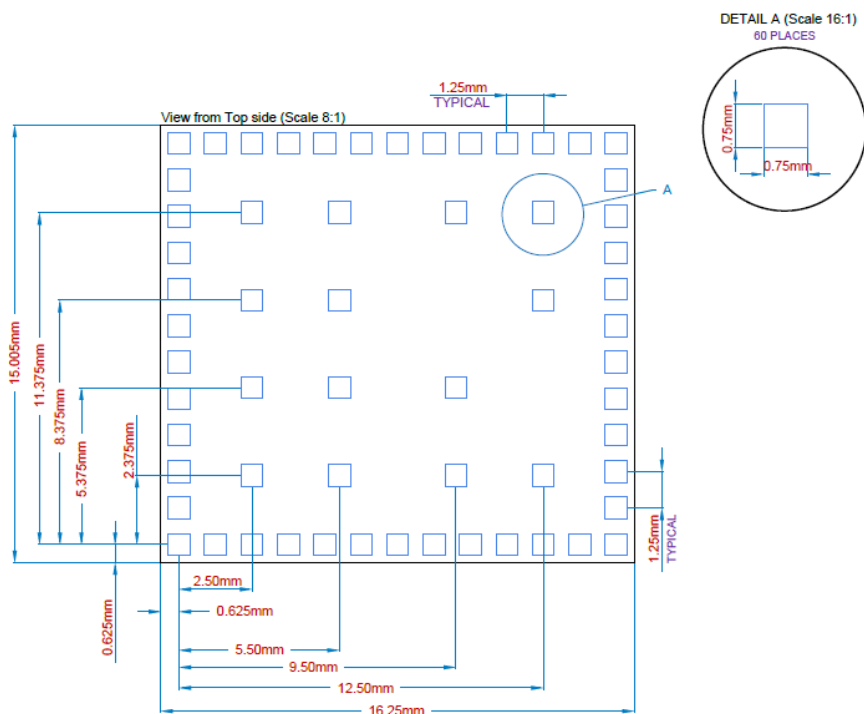 DETAIL A (Scale 16:1)
60 PLACES
0.75mm
0.75mm
1.25mm
TYPICAL
View from Top side (Scale 8:1)
A
15.005mm
11.375mm
8.375mm
5.375mm
2.375mm
0.625mm
1.25mm
TYPICAL
2.50mm
0.625mm
5.50mm
9.50mm
12.50mm
16.25mm